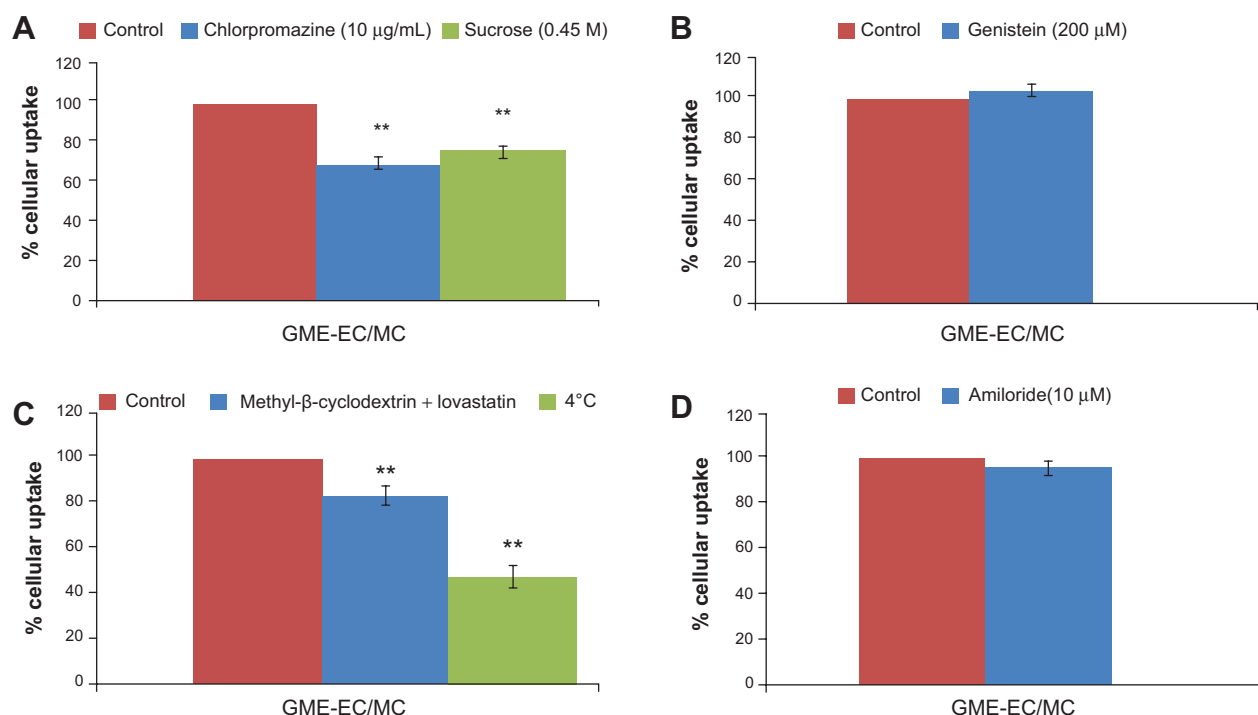 A
Control Chlorpromazine (10 μg/mL) Sucrose (0.45 M)
120
100
80
60
40
20
0
% cellular uptake
** **
GME-EC/MC
B
Control Genistein (200 μM)
120
100
80
60
40
20
0
% cellular uptake
GME-EC/MC
C
Control Methyl-β-cyclodextrin + lovastatin 4°C
120
100
80
60
40
20
0
% cellular uptake
**
**
GME-EC/MC
D
Control Amiloride(10 μM)
120
100
80
60
40
20
0
% cellular uptake
GME-EC/MC